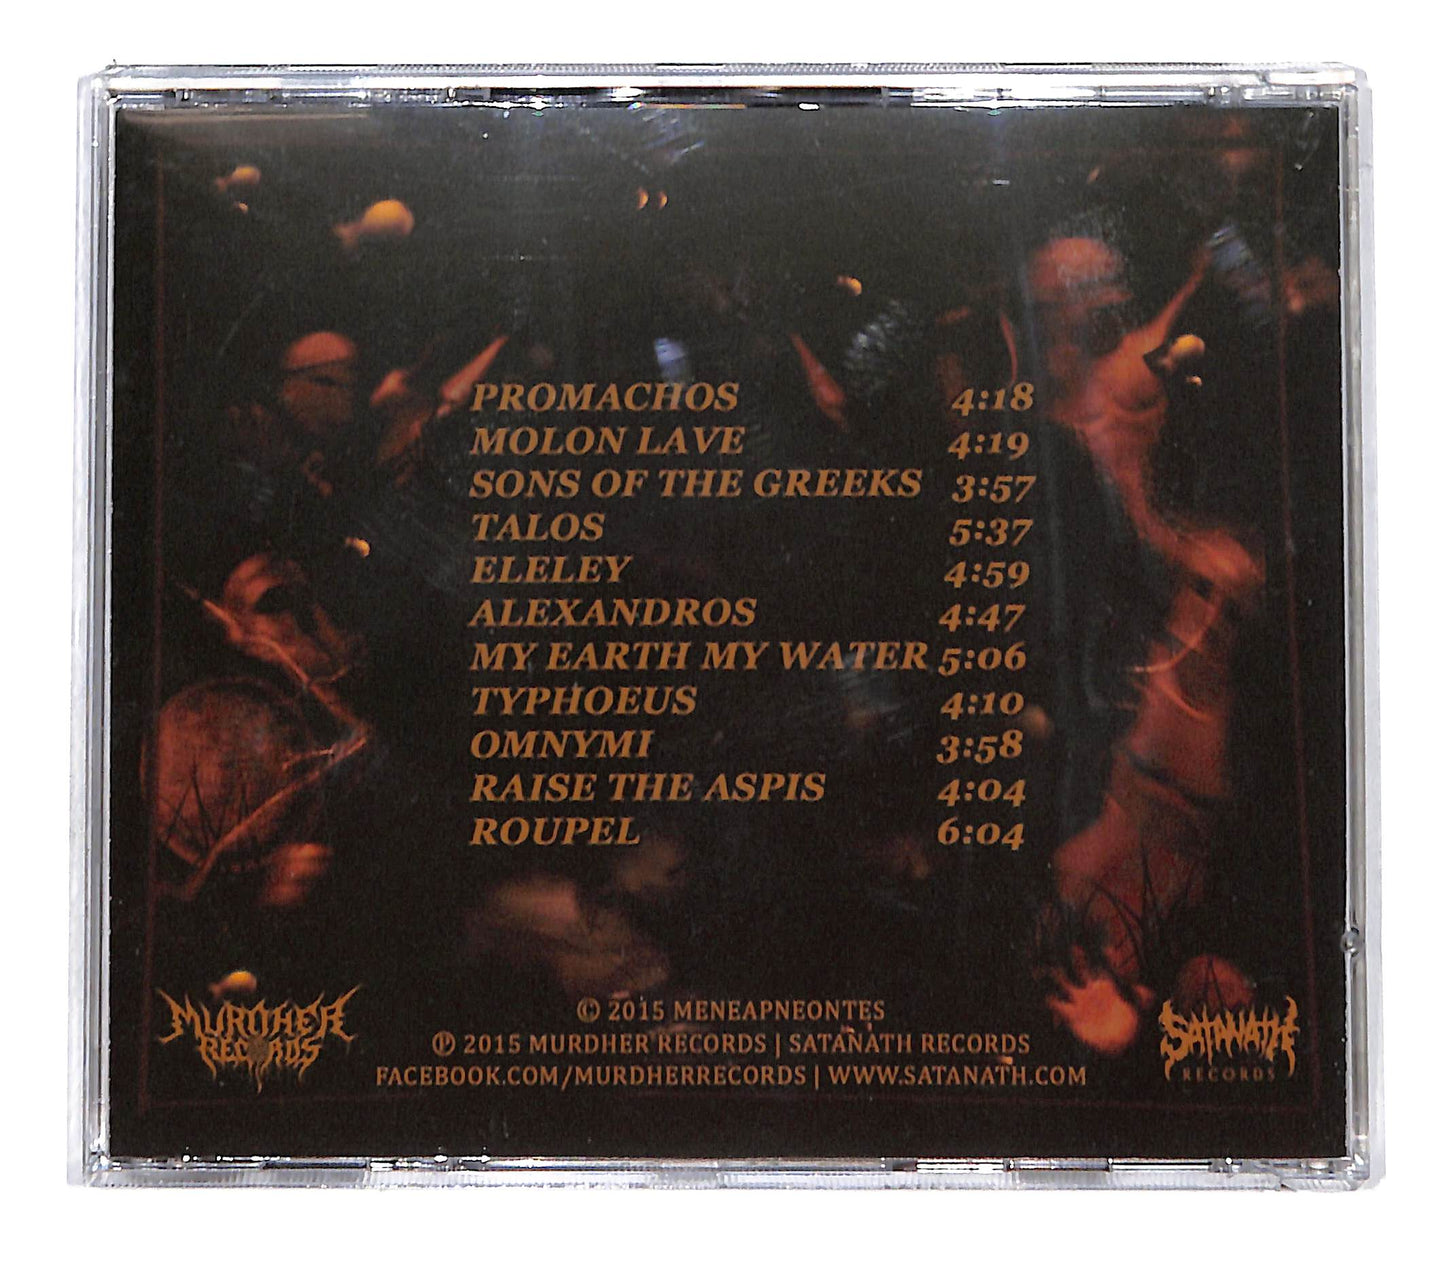 PROMACHOS 4:18
MOLON LAVE 4:19
SONS OF THE GREEKS 3:57
TALOS 5:37
ELELEY 4:59
ALEXANDROS 4:47
MY EARTH MY WATER 5:06
TYPHOEUS 4:10
OMNYMI 3:58
RAISE THE ASPIS 4:04
ROUPEL 6:04
MURDHER
RECORDS
© 2015 MENEAPNEONTES
℗ 2015 MURDHER RECORDS | SATANATH RECORDS
FACEBOOK.COM/MURDHERRECORDS | WWW.SATANATH.COM
SATANATH
RECORDS